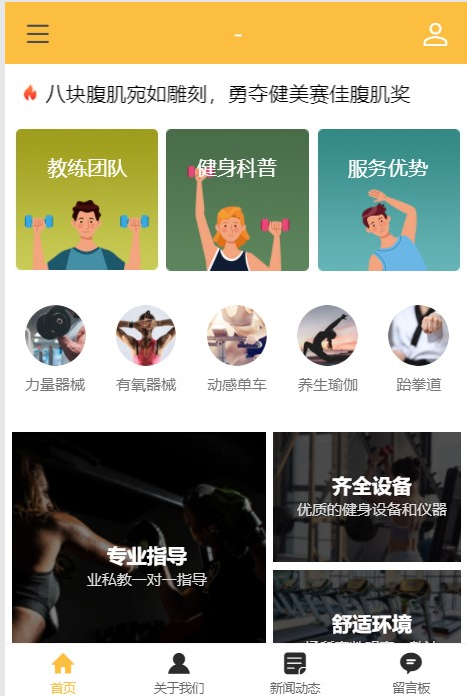 -
八块腹肌宛如雕刻，勇夺健美赛佳腹肌奖
教练团队
健身科普
服务优势
力量器械
有氧器械
动感单车
养生瑜伽
跆拳道
专业指导
业私教一对一指导
齐全设备
优质的健身设备和仪器
舒适环境
首页
关于我们
新闻动态
留言板